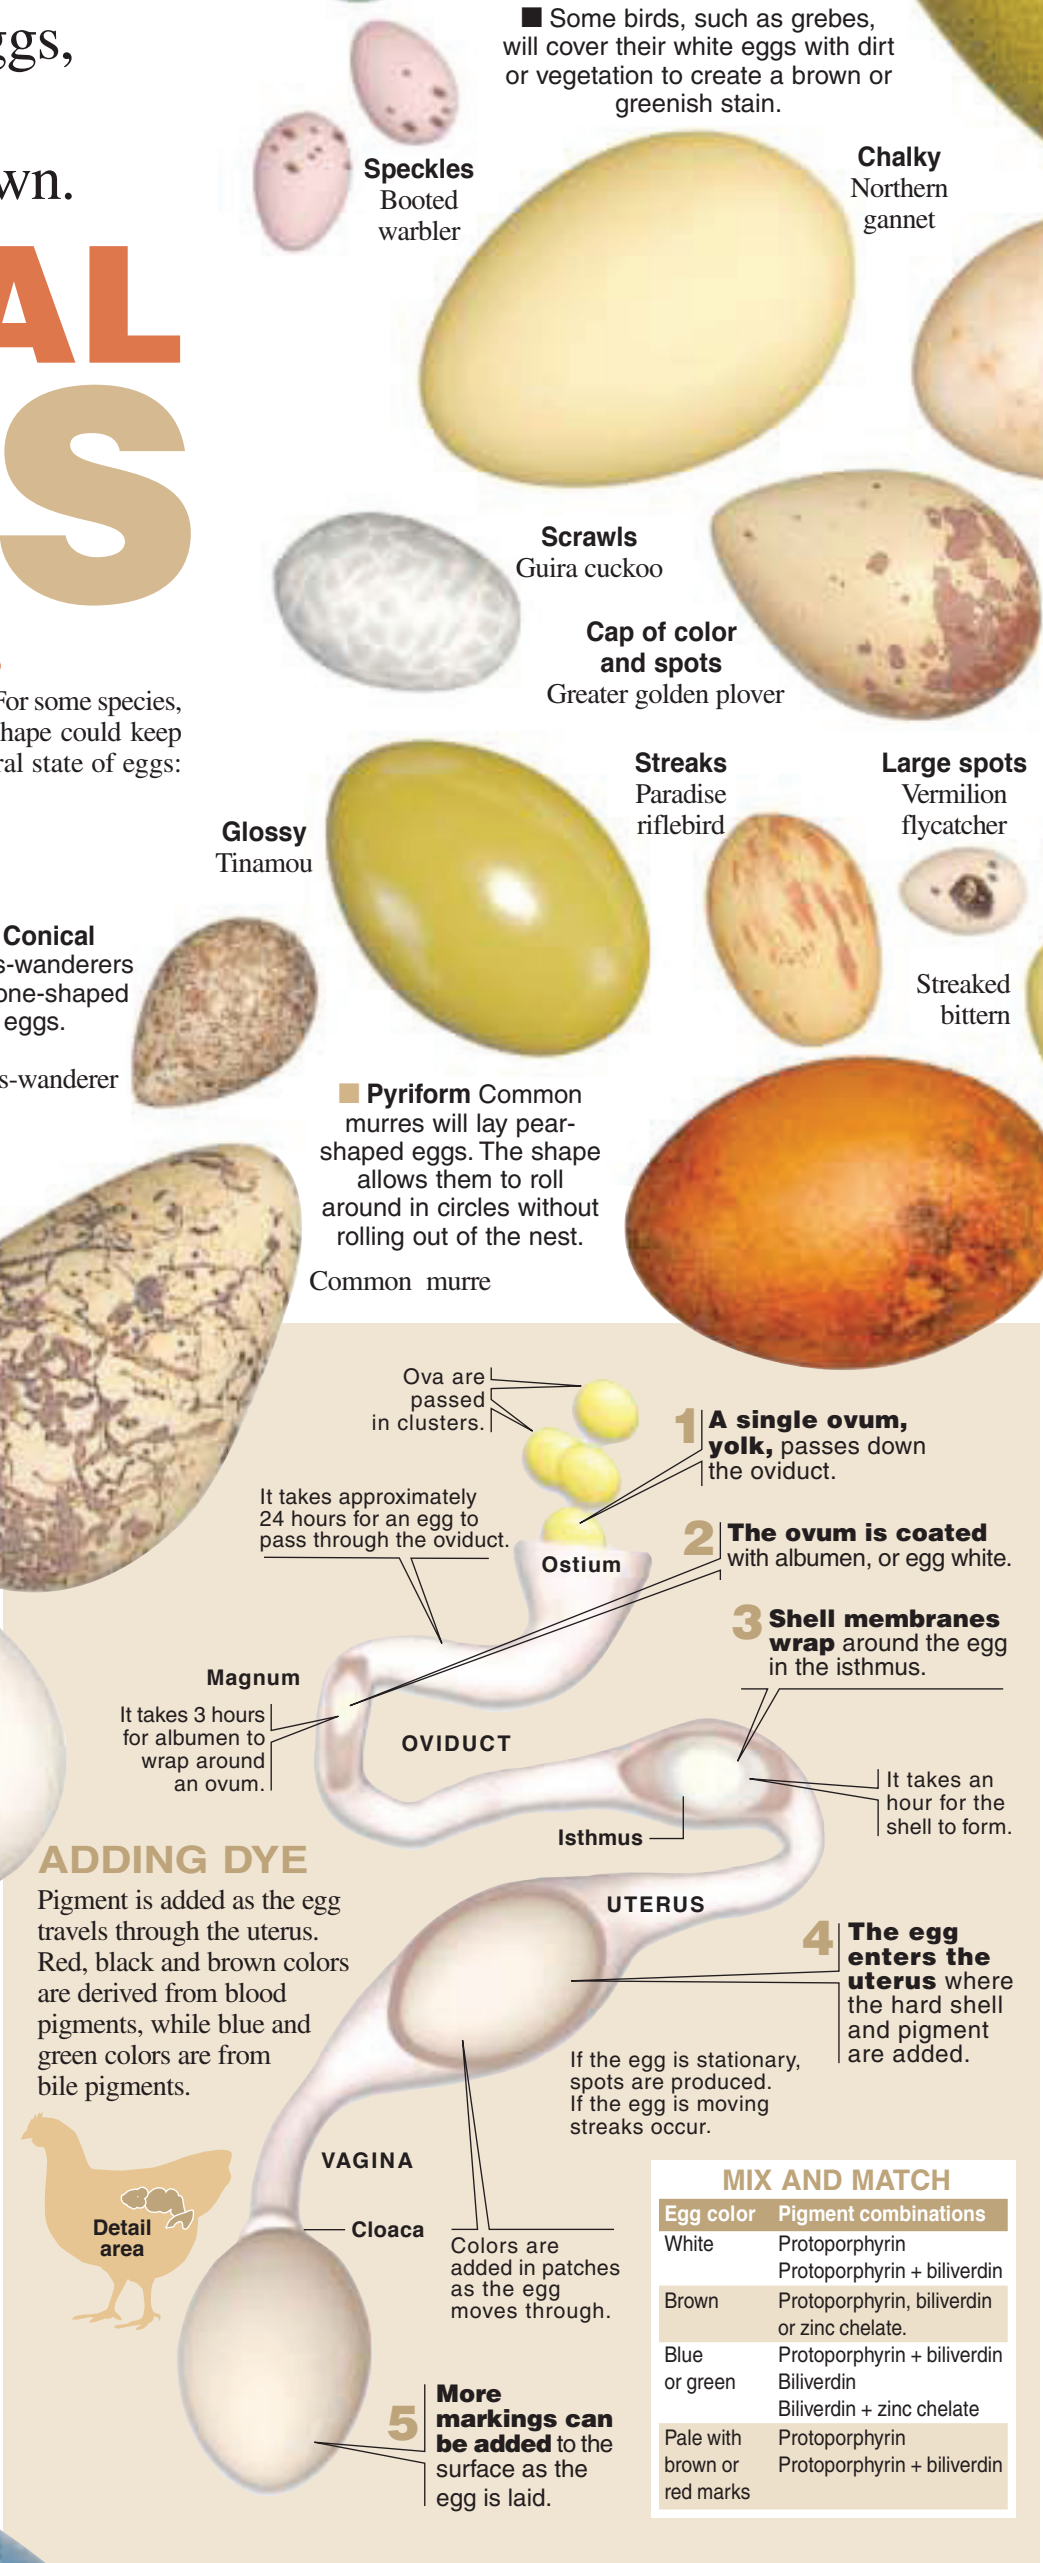 ggs,
wn.
AL
S
■ Some birds, such as grebes,
will cover their white eggs with dirt
or vegetation to create a brown or
greenish stain.
Speckles
Booted
warbler
Chalky
Northern
gannet
Scrawls
Guira cuckoo
Cap of color
and spots
Greater golden plover
For some species,
hape could keep
ral state of eggs:
Glossy
Tinamou
Streaks
Paradise
riflebird
Large spots
Vermilion
flycatcher
Conical
s-wanderers
one-shaped
eggs.
s-wanderer
Streaked
bittern
■ Pyriform Common
murres will lay pear-
shaped eggs. The shape
allows them to roll
around in circles without
rolling out of the nest.
Common murre
Ova are
passed
in clusters.
1 A single ovum,
yolk, passes down
the oviduct.
It takes approximately
24 hours for an egg to
pass through the oviduct.
Ostium
2 The ovum is coated
with albumen, or egg white.
3 Shell membranes
wrap around the egg
in the isthmus.
Magnum
It takes 3 hours
for albumen to
wrap around
an ovum.
OVIDUCT
It takes an
hour for the
shell to form.
Isthmus
ADDING DYE
Pigment is added as the egg
travels through the uterus.
Red, black and brown colors
are derived from blood
pigments, while blue and
green colors are from
bile pigments.
UTERUS
4 The egg
enters the
uterus where
the hard shell
and pigment
are added.
If the egg is stationary,
spots are produced.
If the egg is moving
streaks occur.
VAGINA
Detail
area
Cloaca
Colors are
added in patches
as the egg
moves through.
5 More
markings can
be added to the
surface as the
egg is laid.
MIX AND MATCH
Egg color Pigment combinations
White Protoporphyrin
Protoporphyrin + biliverdin
Brown Protoporphyrin, biliverdin
or zinc chelate.
Blue Protoporphyrin + biliverdin
or green Biliverdin
Biliverdin + zinc chelate
Pale with Protoporphyrin
brown or Protoporphyrin + biliverdin
red marks